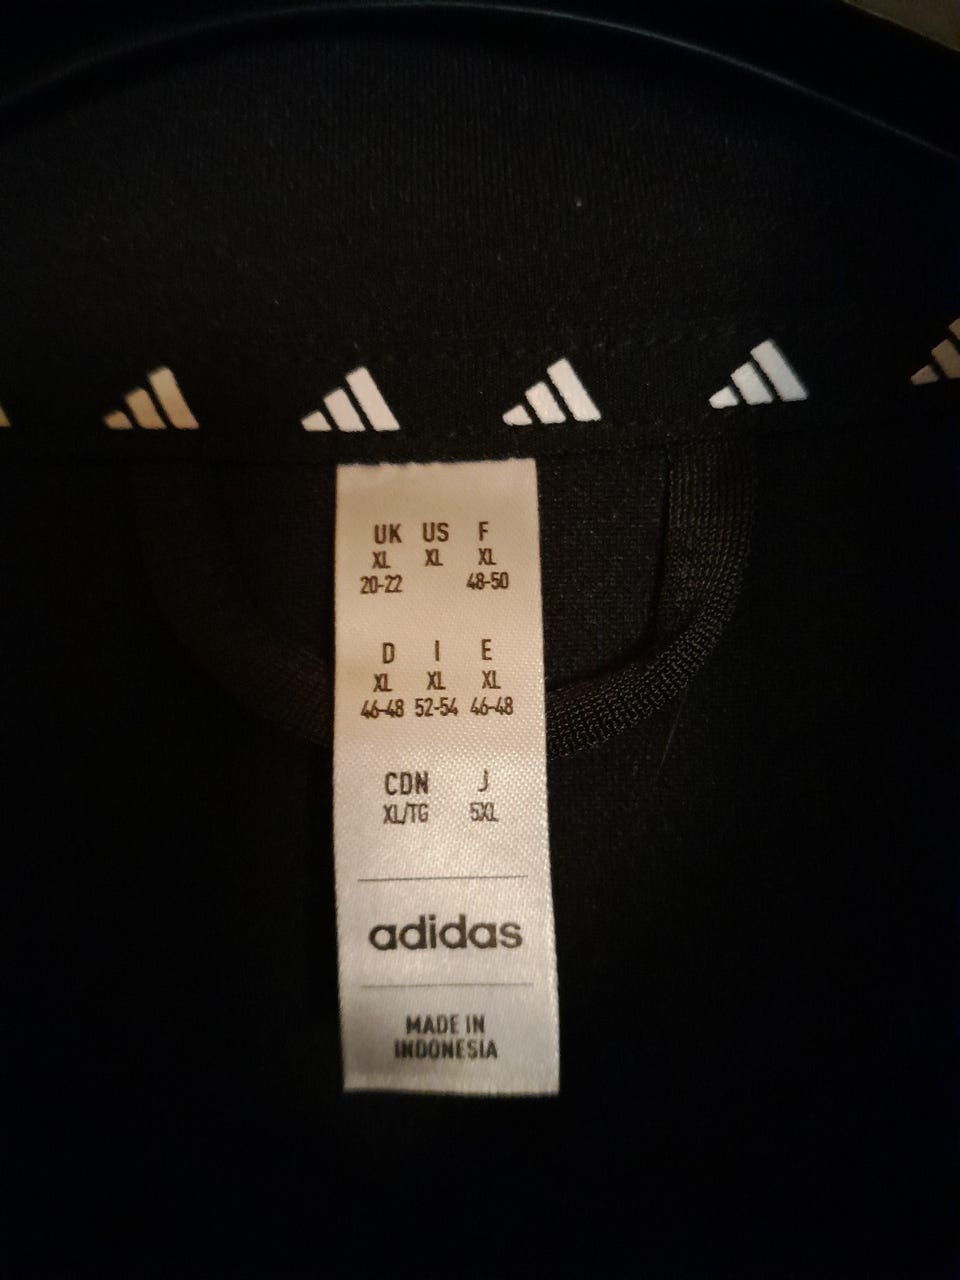 UK US F
XL XL XL
20-22 48-50
D I E
XL XL XL
46-48 52-54 46-48
CDN J
XL/TG 5XL
adidas
MADE IN
INDONESIA